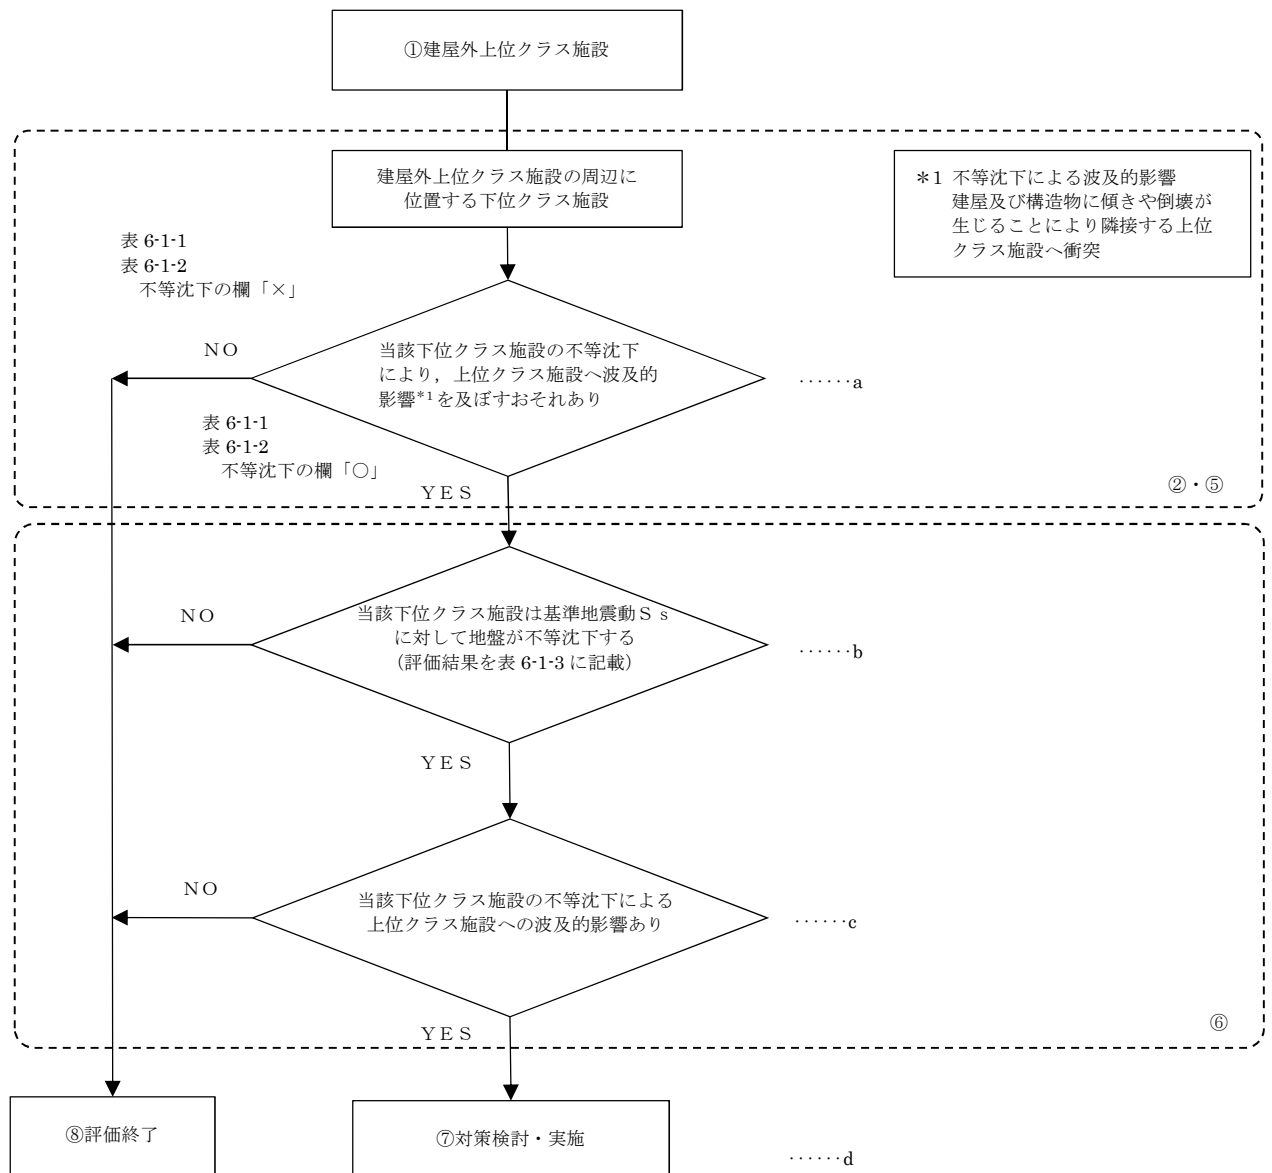 ①建屋外上位クラス施設
建屋外上位クラス施設の周辺に
位置する下位クラス施設
＊1 不等沈下による波及的影響
建屋及び構造物に傾きや倒壊が
生じることにより隣接する上位
クラス施設へ衝突
表 6-1-1
表 6-1-2
不等沈下の欄「×」
NO
当該下位クラス施設の不等沈下
により，上位クラス施設へ波及的
影響*1を及ぼすおそれあり
……a
表 6-1-1
表 6-1-2
不等沈下の欄「○」
YES
②・⑤
NO
当該下位クラス施設は基準地震動Ｓｓ
に対して地盤が不等沈下する
（評価結果を表 6-1-3 に記載）
……b
YES
NO
当該下位クラス施設の不等沈下による
上位クラス施設への波及的影響あり
……c
YES
⑥
⑧評価終了
⑦対策検討・実施
……d